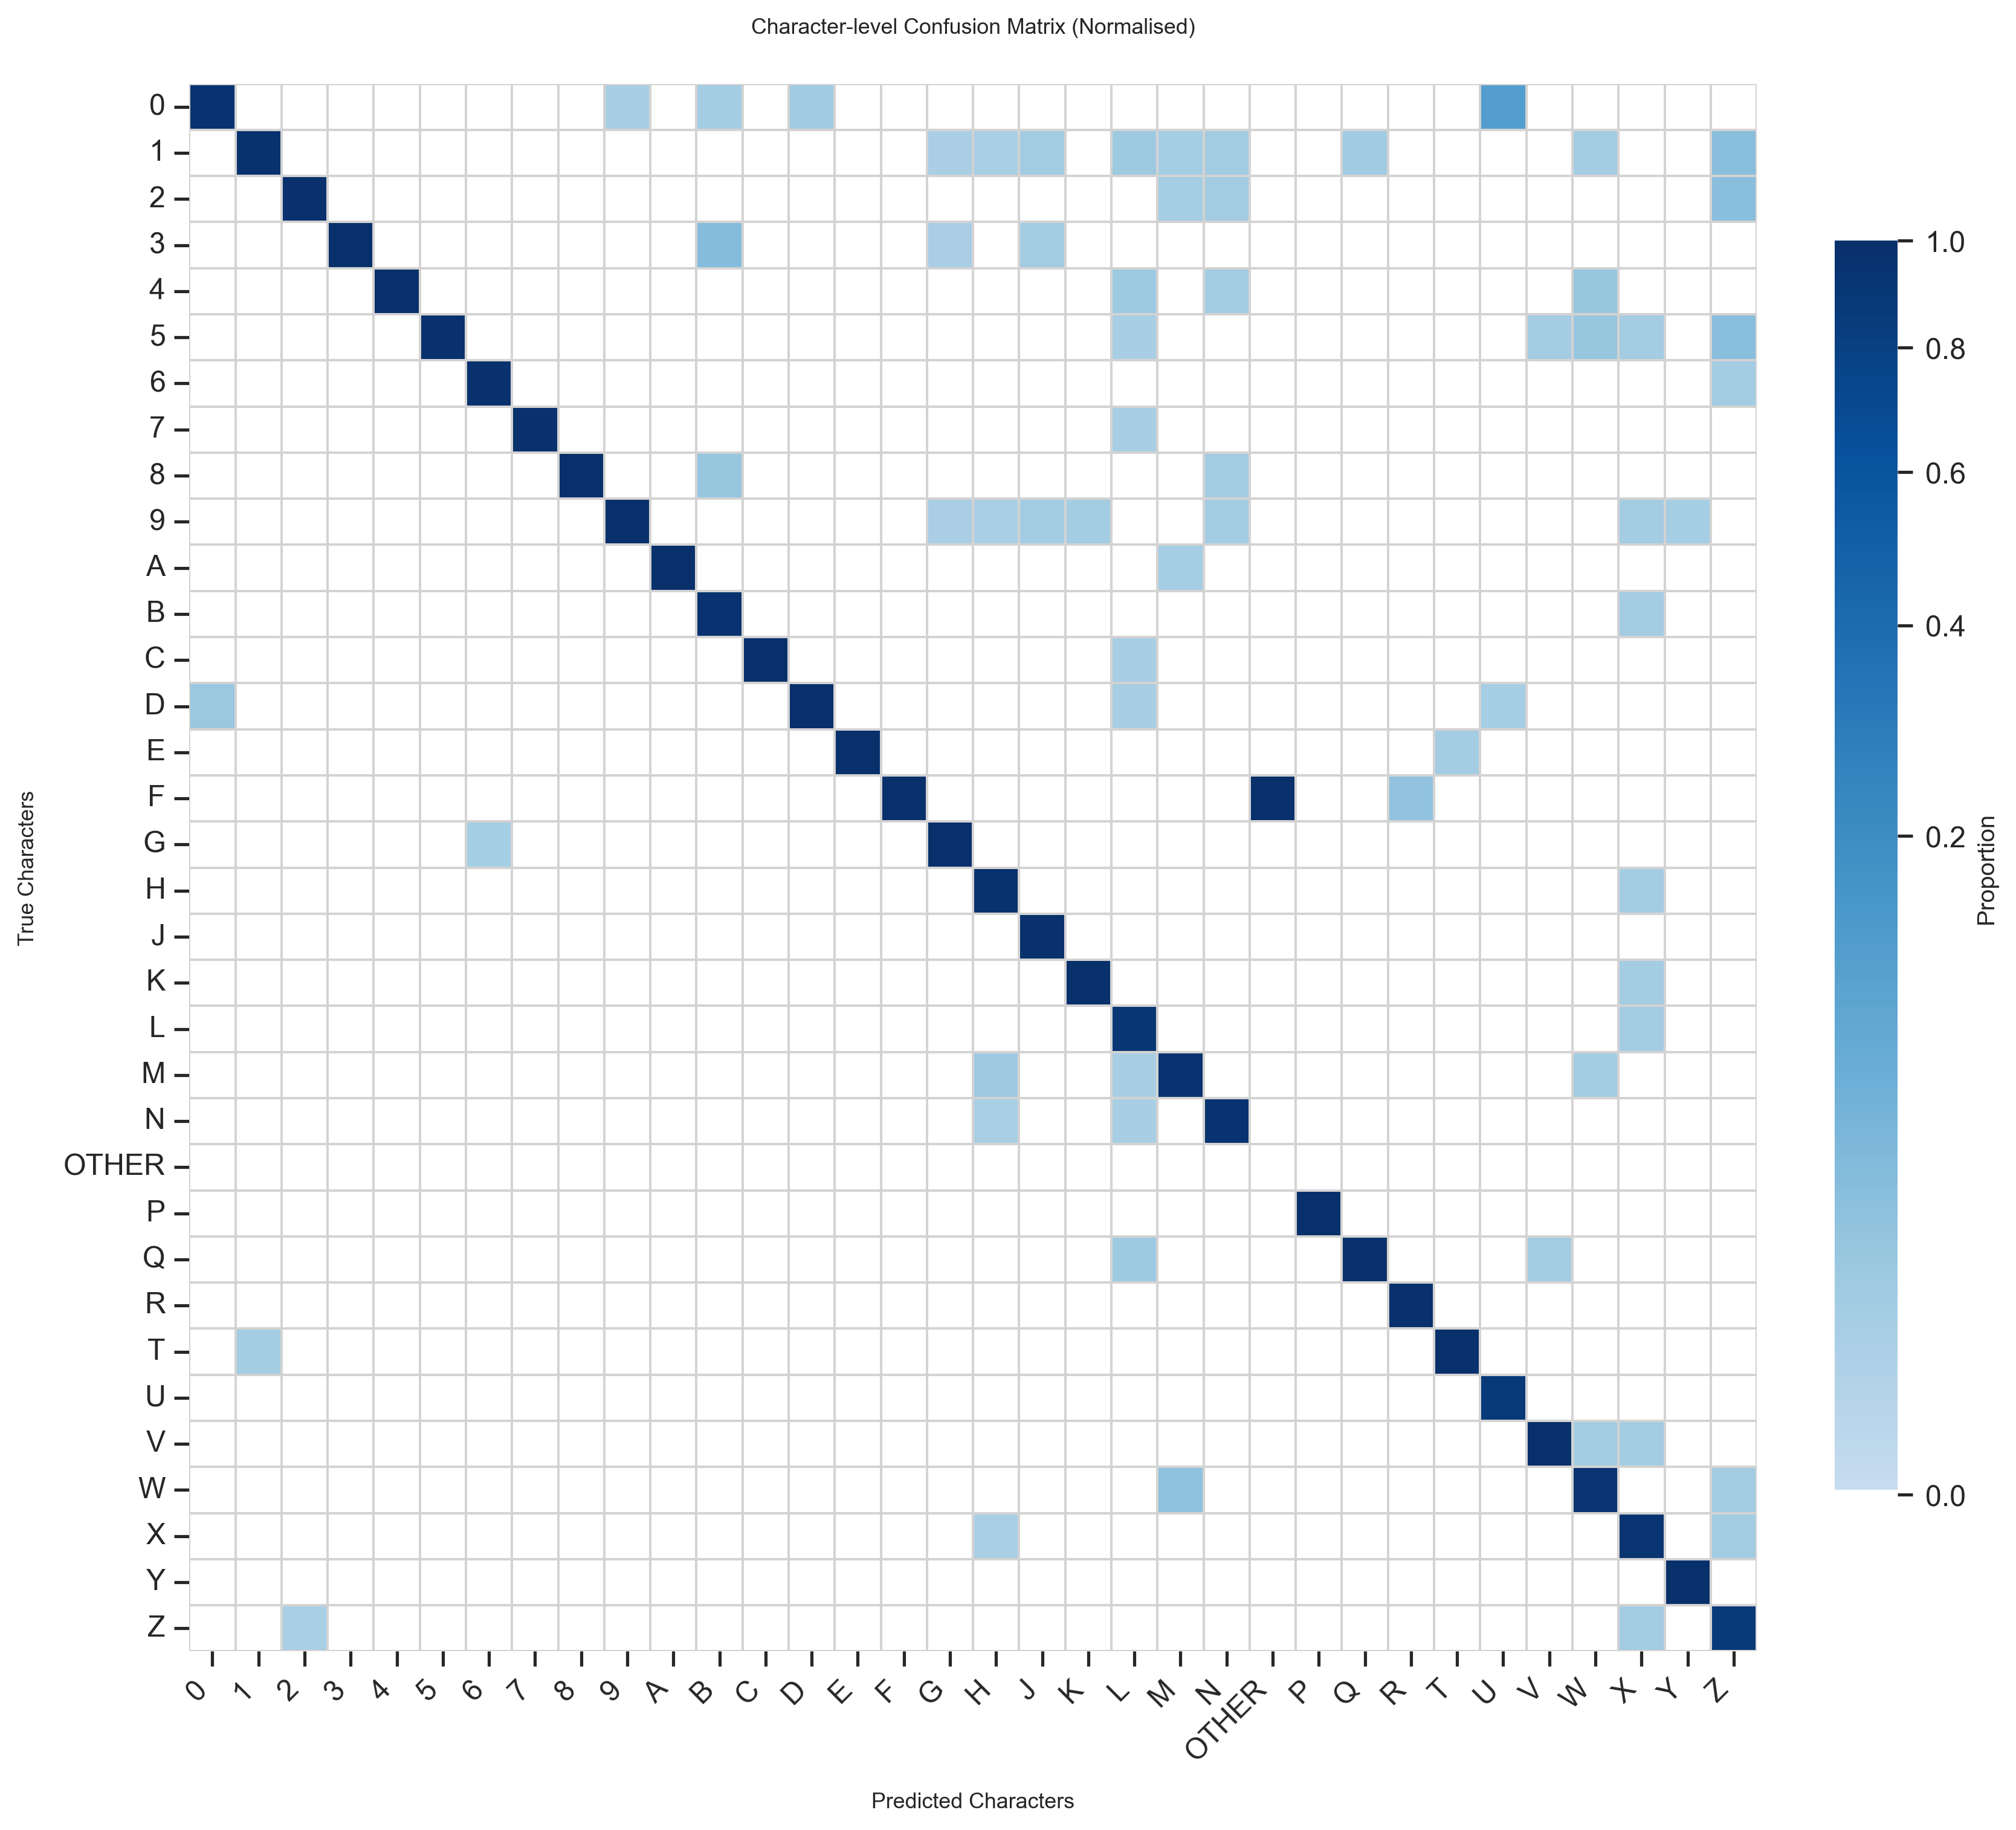 Character-level Confusion Matrix (Normalised)
True Characters
0
1
2
3
4
5
6
7
8
9
A
B
C
D
E
F
G
H
J
K
L
M
N
OTHER
P
Q
R
T
U
V
W
X
Y
Z
0 1 2 3 4 5 6 7 8 9 A B C D E F G H J K L M N OTHER P Q R T U V W X Y Z
Predicted Characters
1.0
0.8
0.6
0.4
0.2
0.0
Proportion